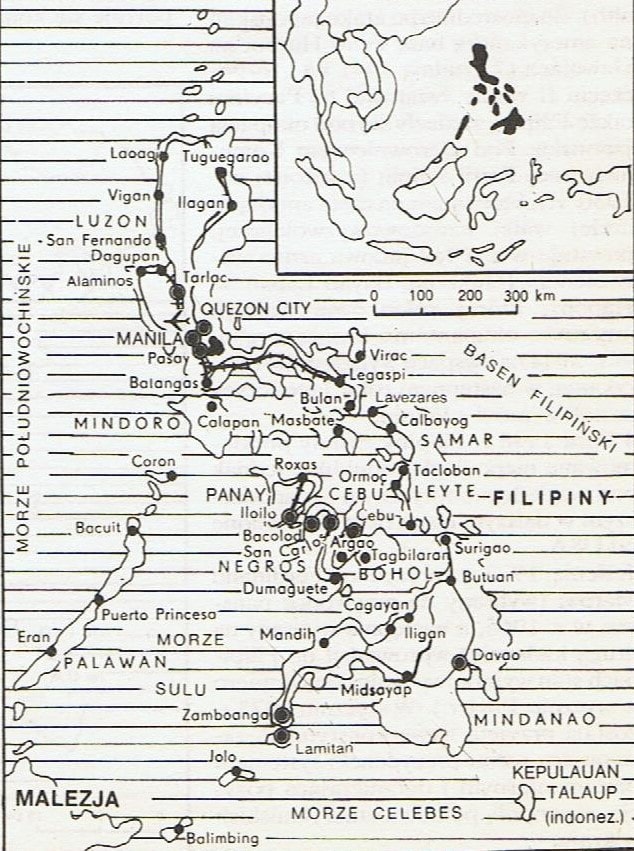 Laoag
Tuguegarao
Vigan
Ilagan
LUZON
San Fernando
Dagupan
Alaminos
Tarlac
0 100 200 300 km
QUEZON CITY
MANILA
Pasay
Virac
Legaspi
Batangas
BASEN FILIPIŃSKI
MORZE POŁUDNIOWOCHIŃSKIE
Bulan
Lavezares
MINDORO
Calapan
Masbate
Calbayog
SAMAR
Coron
Roxas
Ormoc
Tacloban
PANAY
CEBU
LEYTE
FILIPINY
Iloilo
Cebu
Bacuit
Bacolod
Argao
San Carlos
Tagbilaran
Surigao
NEGROS
BOHOL
Butuan
Dumaguete
Cagayan
Puerto Princesa
Eran
MORZE
Mandih
Iligan
PALAWAN
Davao
SULU
Midsayap
Zamboanga
MINDANAO
Lamitan
Jolo
KEPULAUAN
TALAUP
(indonez.)
MALEZJA
MORZE CELEBES
Balimbing